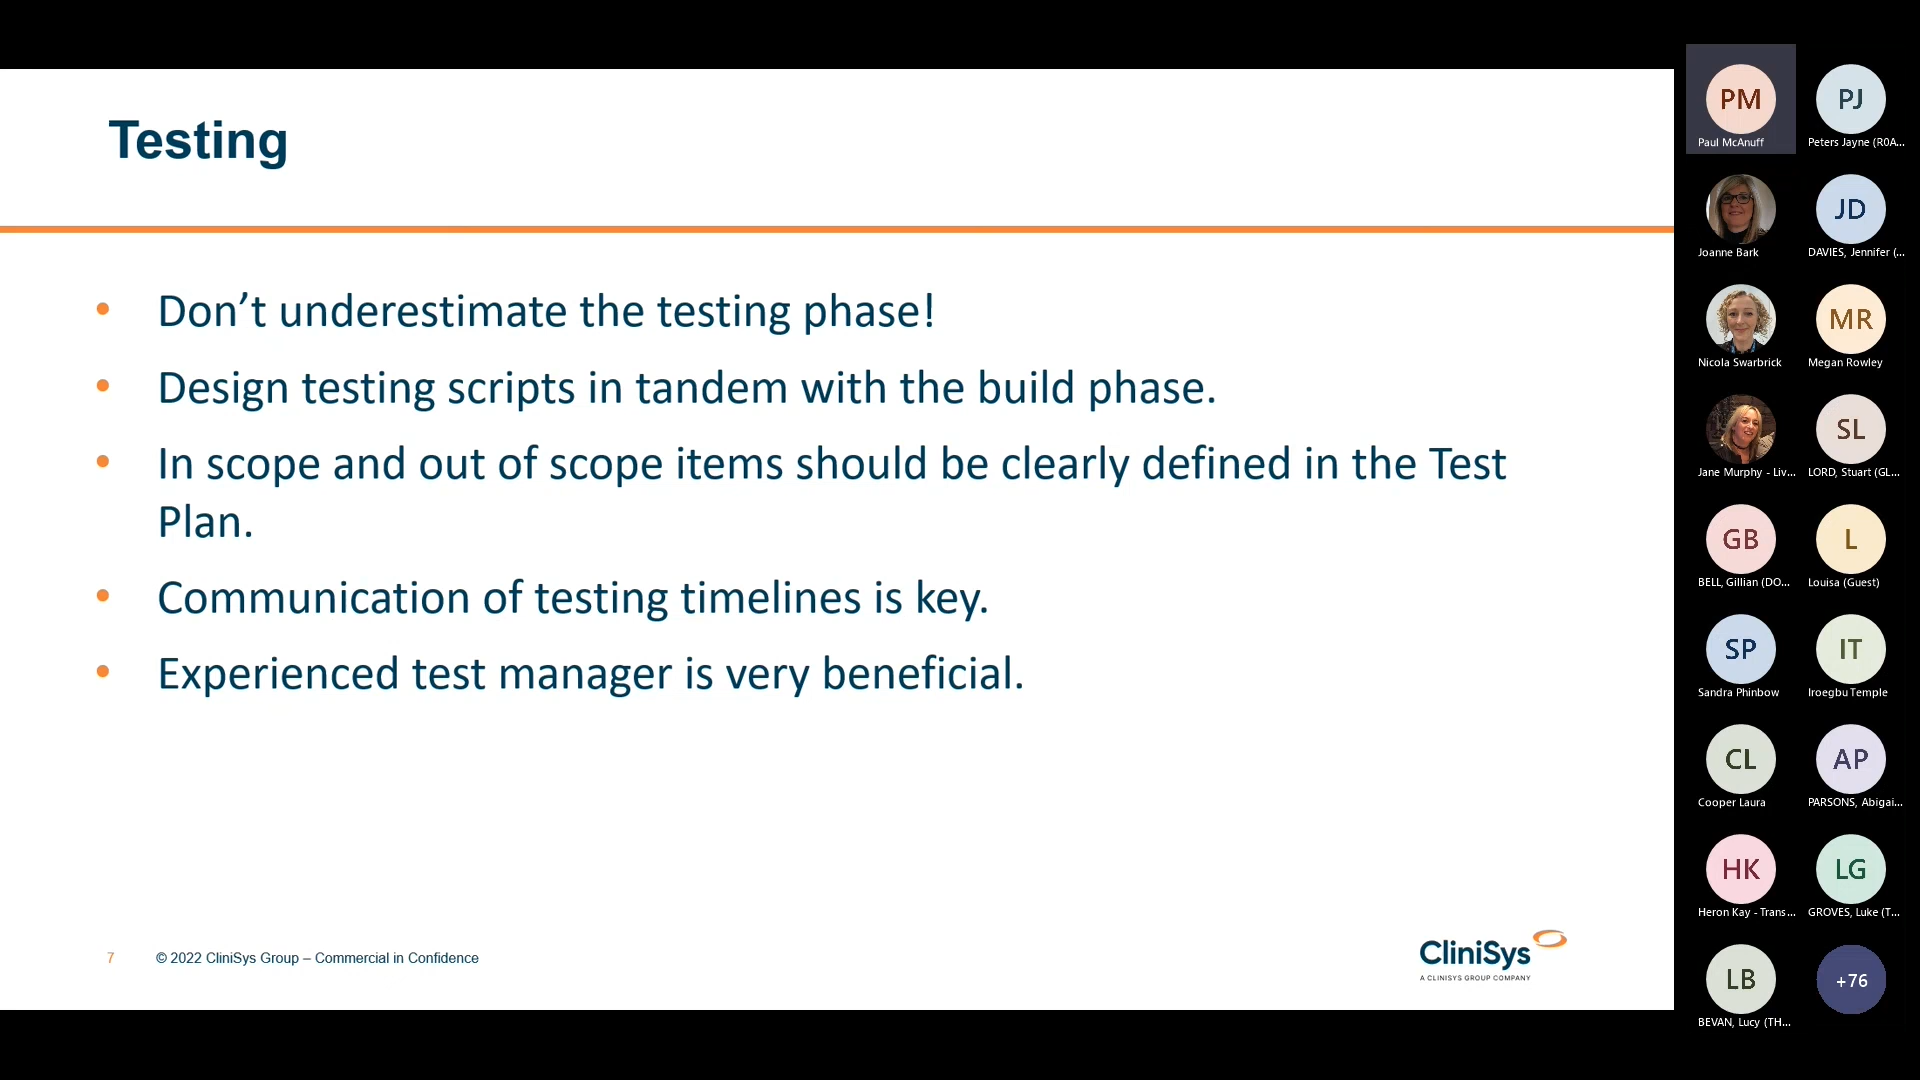 Testing
• Don’t underestimate the testing phase!
• Design testing scripts in tandem with the build phase.
• In scope and out of scope items should be clearly defined in the Test
Plan.
• Communication of testing timelines is key.
• Experienced test manager is very beneficial.
7
© 2022 CliniSys Group – Commercial in Confidence
CliniSys
A CLINISYS GROUP COMPANY
PM
Paul McAnuff
PJ
Peters Jayne (R0A...
Joanne Bark
JD
DAVIES, Jennifer (...
Nicola Swarbrick
MR
Megan Rowley
Jane Murphy - Liv...
SL
LORD, Stuart (GL...
GB
BELL, Gillian (DO...
L
Louisa (Guest)
SP
Sandra Phinbow
IT
Iroegbu Temple
CL
Cooper Laura
AP
PARSONS, Abigai...
HK
Heron Kay - Trans...
LG
GROVES, Luke (T...
LB
BEVAN, Lucy (TH...
+76